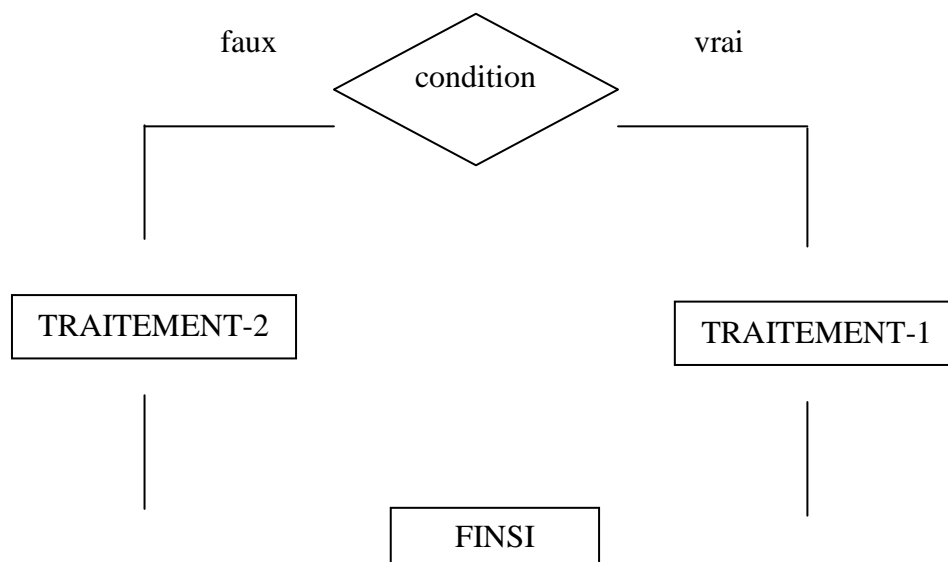 faux
vrai
condition
TRAITEMENT-2
TRAITEMENT-1
FINSI